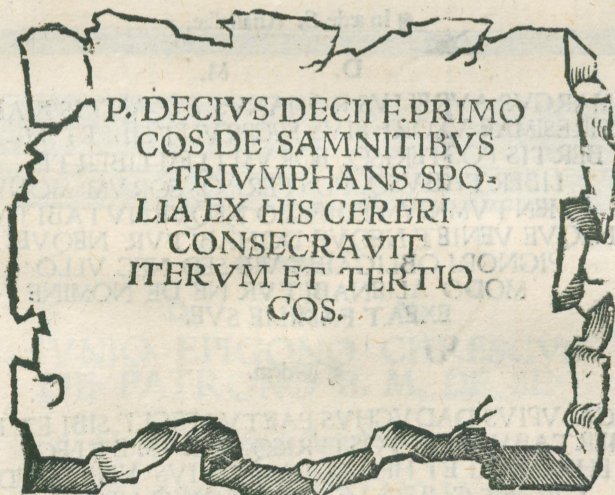 P. DECIVS DECII F. PRIMO
COS. DE SAMNITIBVS
TRIVMPHANS SPO-
LIA EX HIS CERERI
CONSECRAVIT
ITERVM ET TERTIO
COS.